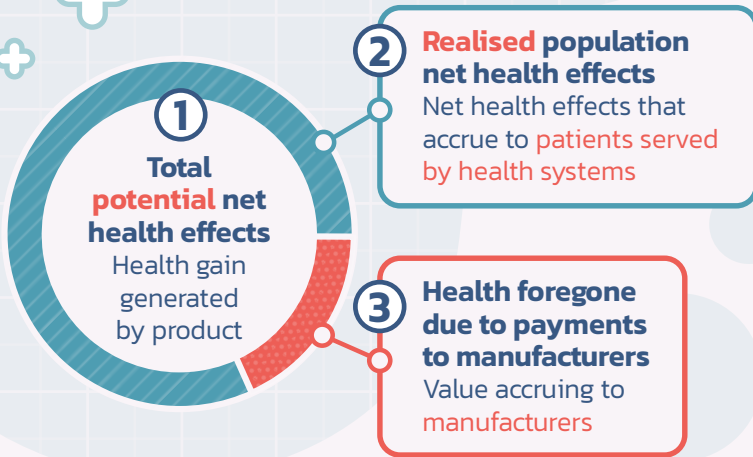 1
Total
potential net
health effects
Health gain
generated
by product
2
Realised population
net health effects
Net health effects that
accrue to patients served
by health systems
3
Health foregone
due to payments
to manufacturers
Value accruing to
manufacturers